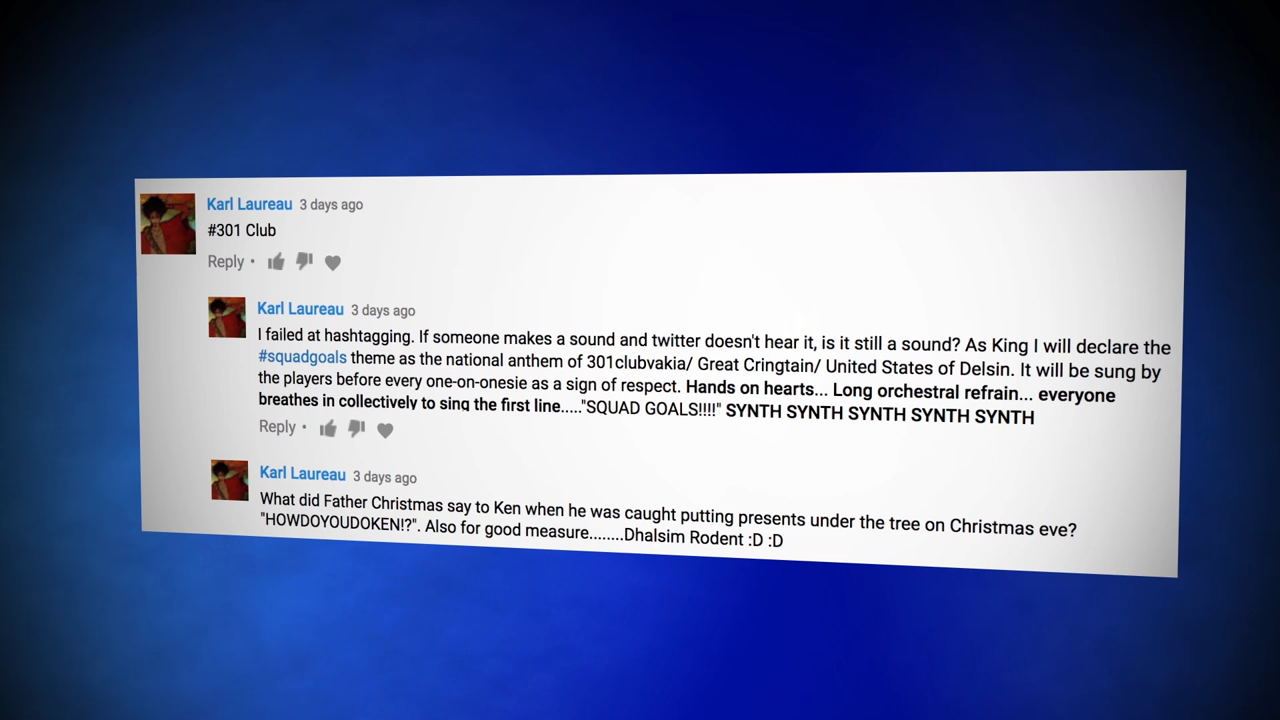 Karl Laureau 3 days ago
#301 Club
Reply •
Karl Laureau 3 days ago
I failed at hashtagging. If someone makes a sound and twitter doesn't hear it, is it still a sound? As King I will declare the
#squadgoals theme as the national anthem of 301clubvakia/ Great Cringtain/ United States of Delsin. It will be sung by
the players before every one-on-onesie as a sign of respect. Hands on hearts... Long orchestral refrain... everyone
breathes in collectively to sing the first line....."SQUAD GOALS!!!!" SYNTH SYNTH SYNTH SYNTH SYNTH
Reply •
Karl Laureau 3 days ago
What did Father Christmas say to Ken when he was caught putting presents under the tree on Christmas eve?
"HOWDOYOUDOKEN!?". Also for good measure........Dhalsim Rodent :D :D